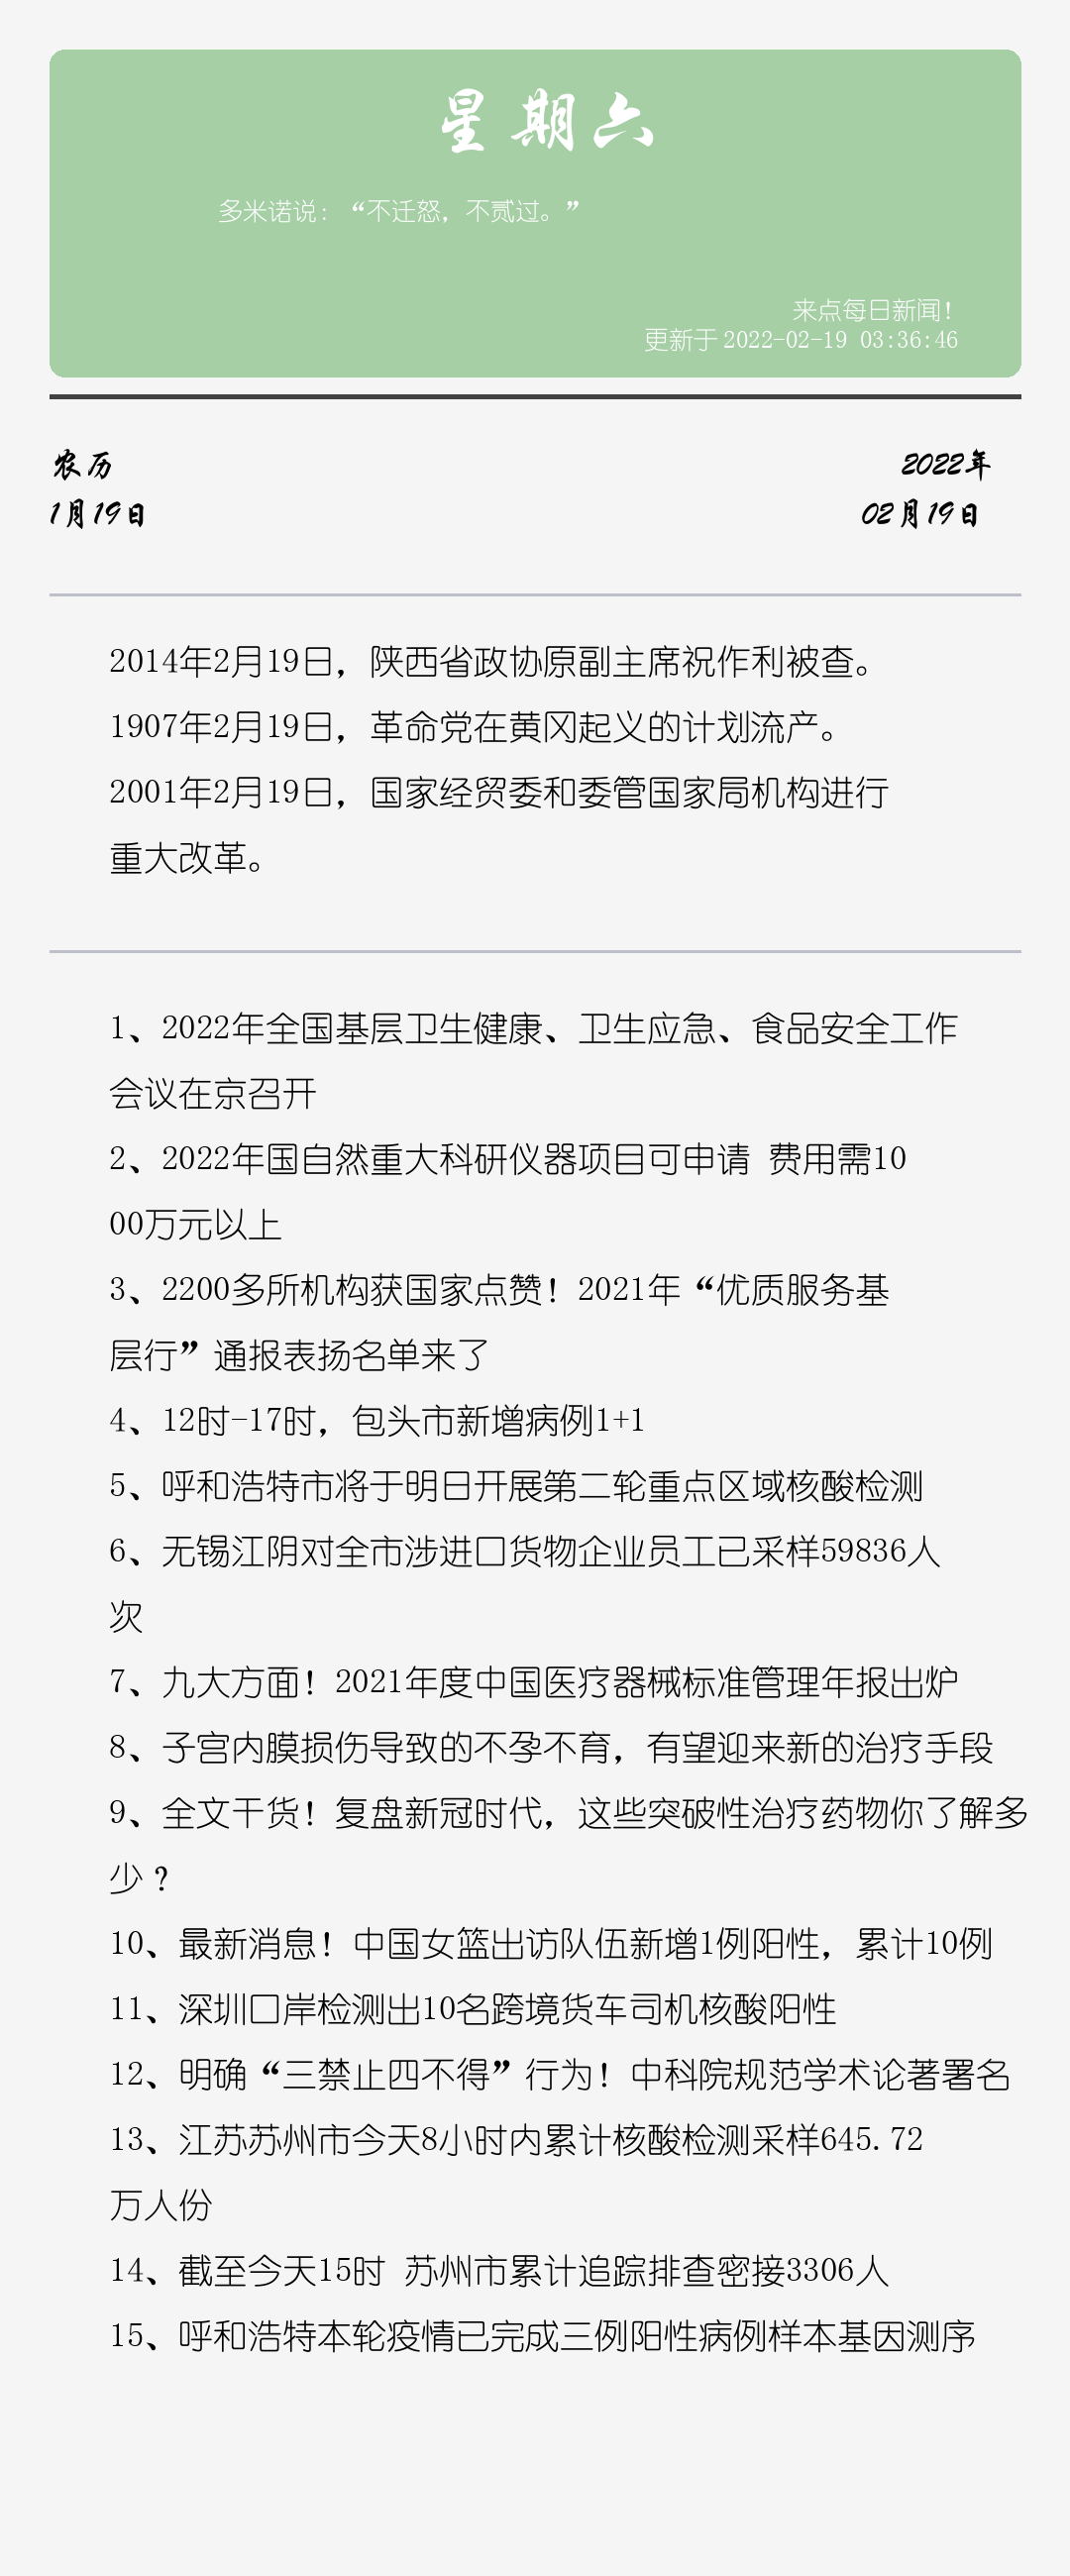 星期六
多米诺说：“不迁怒，不贰过。”
来点每日新闻！
更新于 2022-02-19 03:36:46
农历
2022年
1月19日
02月19日
2014年2月19日，陕西省政协原副主席祝作利被查。
1907年2月19日，革命党在黄冈起义的计划流产。
2001年2月19日，国家经贸委和委管国家局机构进行
重大改革。
1、2022年全国基层卫生健康、卫生应急、食品安全工作
会议在京召开
2、2022年国自然重大科研仪器项目可申请 费用需10
00万元以上
3、2200多所机构获国家点赞！2021年“优质服务基
层行”通报表扬名单来了
4、12时-17时，包头市新增病例1+1
5、呼和浩特市将于明日开展第二轮重点区域核酸检测
6、无锡江阴对全市涉进口货物企业员工已采样59836人
次
7、九大方面！2021年度中国医疗器械标准管理年报出炉
8、子宫内膜损伤导致的不孕不育，有望迎来新的治疗手段
9、全文干货！复盘新冠时代，这些突破性治疗药物你了解多
少？
10、最新消息！中国女篮出访队伍新增1例阳性，累计10例
11、深圳口岸检测出10名跨境货车司机核酸阳性
12、明确“三禁止四不得”行为！中科院规范学术论著署名
13、江苏苏州市今天8小时内累计核酸检测采样645.72
万人份
14、截至今天15时 苏州市累计追踪排查密接3306人
15、呼和浩特本轮疫情已完成三例阳性病例样本基因测序